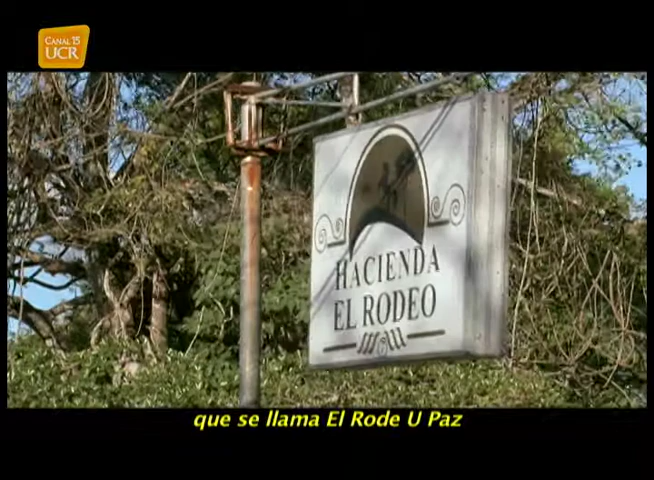 CANAL 15
UCR
HACIENDA
EL RODEO
que se llama El Rode U Paz